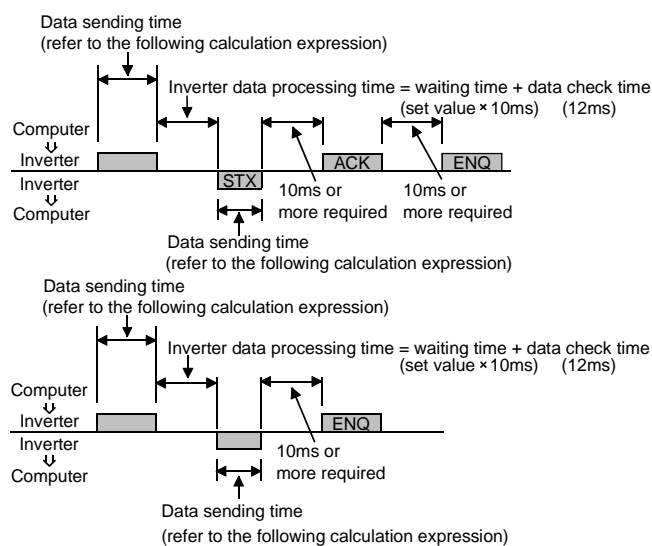 Data sending time
(refer to the following calculation expression)
Inverter data processing time = waiting time + data check time
(set value × 10ms) (12ms)
Computer
Inverter
ACK
ENQ
Inverter
STX
Computer
10ms or
more required
10ms or
more required
Data sending time
(refer to the following calculation expression)
Data sending time
(refer to the following calculation expression)
Inverter data processing time = waiting time + data check time
(set value × 10ms) (12ms)
Computer
Inverter
ENQ
Inverter
Computer
10ms or
more required
Data sending time
(refer to the following calculation expression)